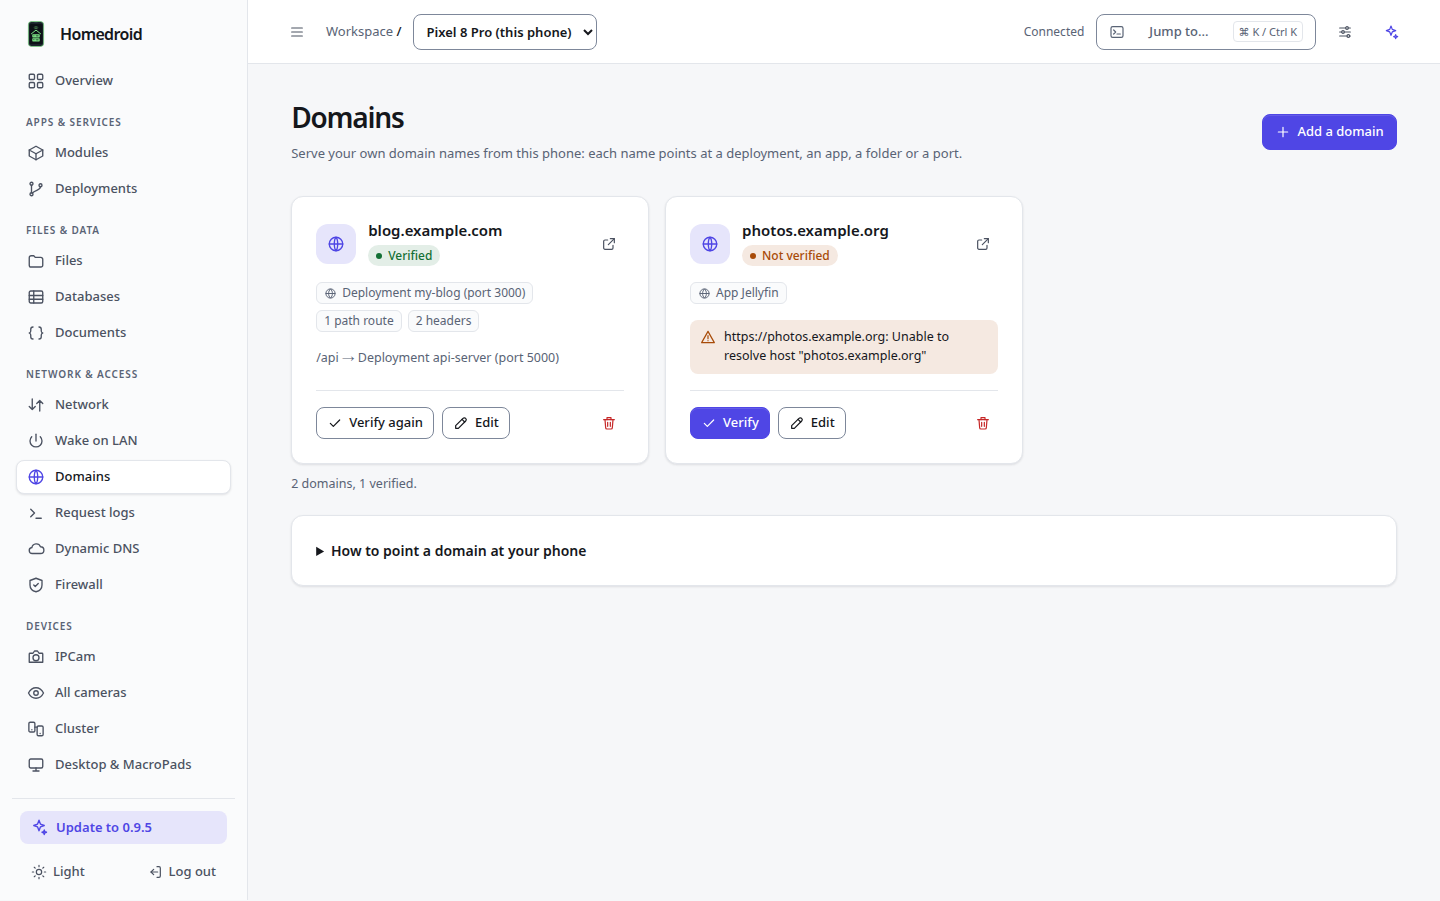 Homedroid
Overview
APPS & SERVICES
Modules
Deployments
FILES & DATA
Files
Databases
Documents
NETWORK & ACCESS
Network
Wake on LAN
Domains
Request logs
Dynamic DNS
Firewall
DEVICES
IPCam
All cameras
Cluster
Desktop & MacroPads
Update to 0.9.5
Light
Log out
Workspace /
Pixel 8 Pro (this phone)
Connected
Jump to...
⌘ K / Ctrl K
Domains
Serve your own domain names from this phone: each name points at a deployment, an app, a folder or a port.
Add a domain
blog.example.com
Verified
Deployment my-blog (port 3000)
1 path route
2 headers
/api → Deployment api-server (port 5000)
Verify again
Edit
photos.example.org
Not verified
App Jellyfin
https://photos.example.org: Unable to
resolve host "photos.example.org"
Verify
Edit
2 domains, 1 verified.
How to point a domain at your phone